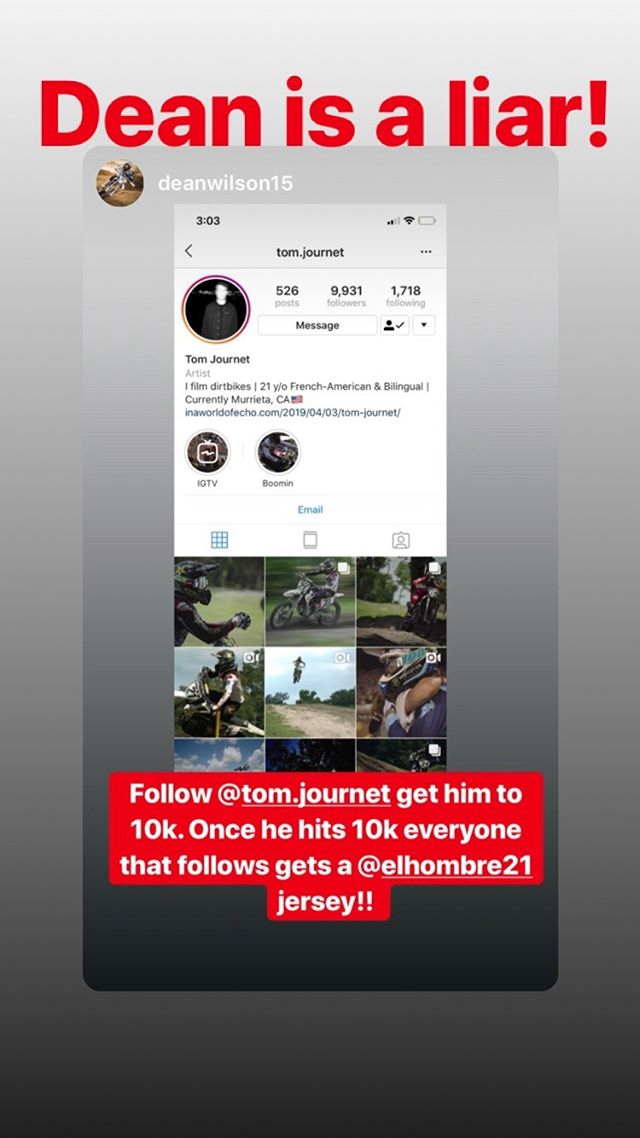 Dean is a liar!
deanwilson15
3:03
tom.journet
526 9,931 1,718
posts followers following
Message
Tom Journet
Artist
I film dirtbikes | 21 y/o French-American & Bilingual |
Currently Murrieta, CA🇺🇸
inaworldofecho.com/2019/04/03/tom-journet/
IGTV Boomin
Email
Follow @tom.journet get him to
10k. Once he hits 10k everyone
that follows gets a @elhombre21
jersey!!